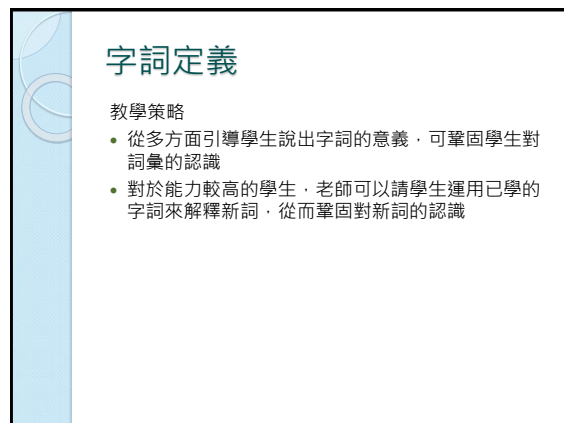 字詞定義
教學策略
• 從多方面引導學生說出字詞的意義，可鞏固學生對
詞彙的認識
• 對於能力較高的學生，老師可以請學生運用已學的
字詞來解釋新詞，從而鞏固對新詞的認識